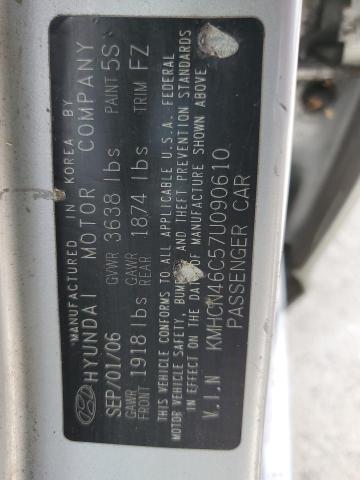 MANUFACTURED IN KOREA BY
HYUNDAI MOTOR COMPANY
SEP/01/06 GVWR 3638 lbs PAINT 5S
GAWR FRONT 1918 lbs GAWR REAR 1874 lbs TRIM FZ
THIS VEHICLE CONFORMS TO ALL APPLICABLE U.S.A. FEDERAL
MOTOR VEHICLE SAFETY, AND THEFT PREVENTION STANDARDS
IN EFFECT ON THE DATE OF MANUFACTURE SHOWN ABOVE
V.I.N KMHCN46C57U090610
PASSENGER CAR